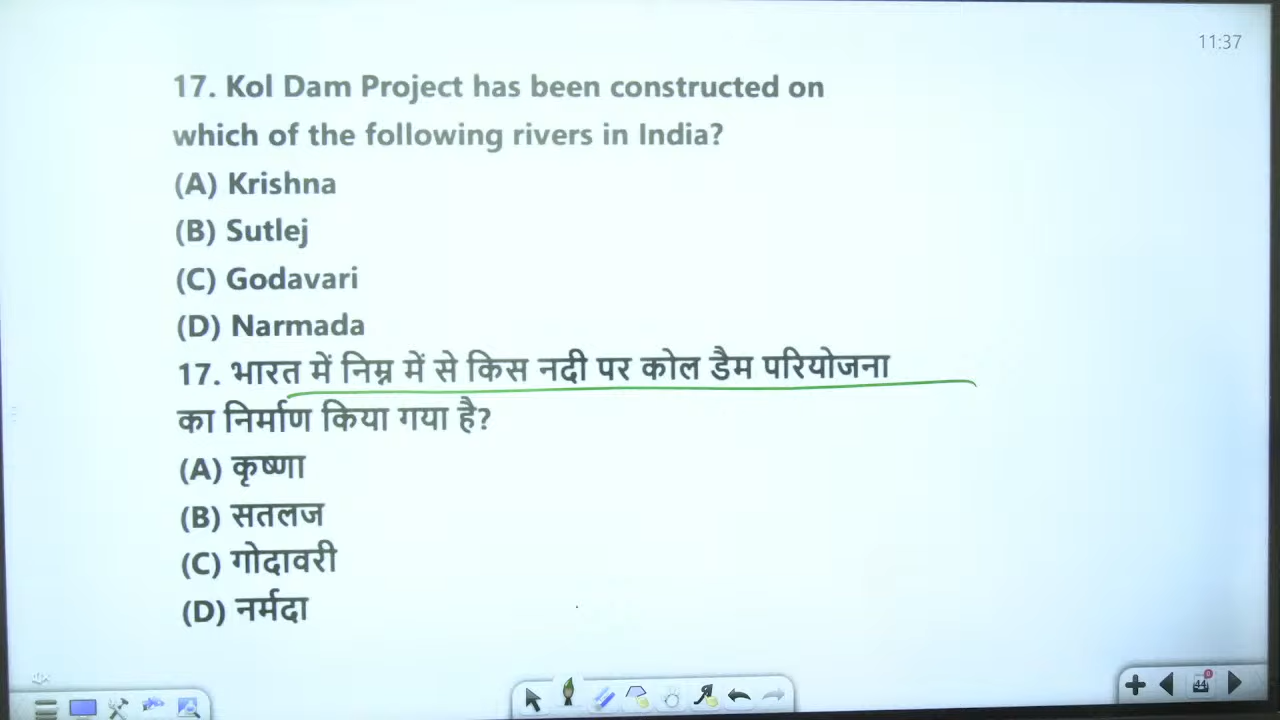 11:37
17. Kol Dam Project has been constructed on
which of the following rivers in India?
(A) Krishna
(B) Sutlej
(C) Godavari
(D) Narmada
17. भारत में निम्न में से किस नदी पर कोल डैम परियोजना
का निर्माण किया गया है?
(A) कृष्णा
(B) सतलज
(C) गोदावरी
(D) नर्मदा
44